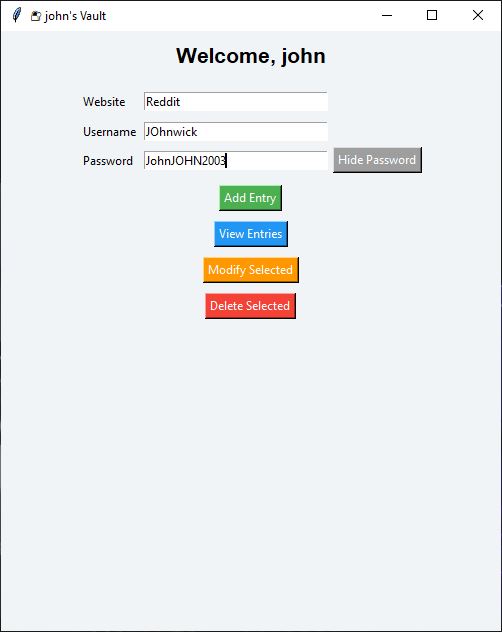 john's Vault
Welcome, john
Website Reddit
Username JOhnwick
Password JohnJOHN2003 Hide Password
Add Entry
View Entries
Modify Selected
Delete Selected